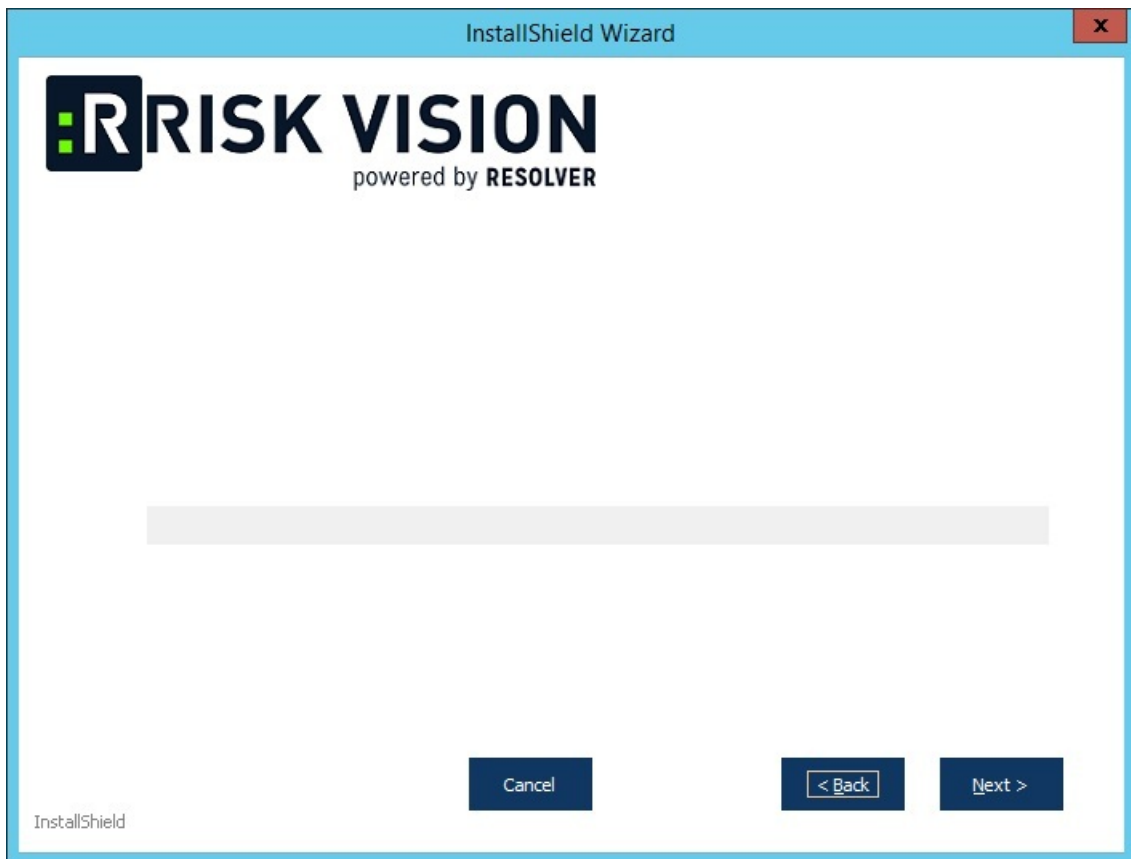 InstallShield Wizard
x
:R RISK VISION
powered by RESOLVER
Cancel
< Back
Next >
InstallShield